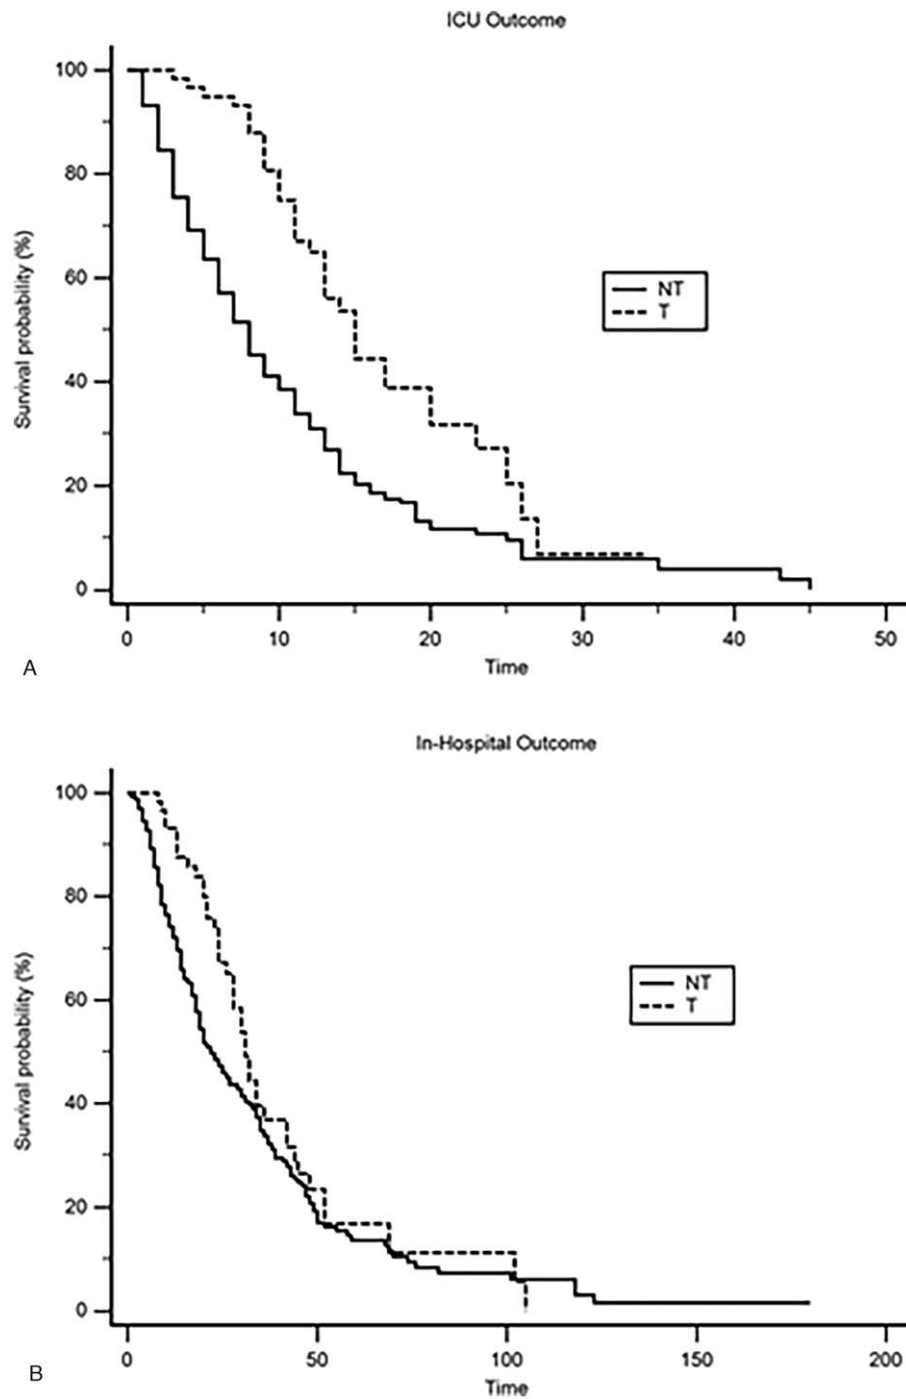 ICU Outcome
100
80
60
40
20
0
Survival probability (%)
NT
T
0 10 20 30 40 50
Time
A
In-Hospital Outcome
100
80
60
40
20
0
Survival probability (%)
NT
T
0 50 100 150 200
Time
B